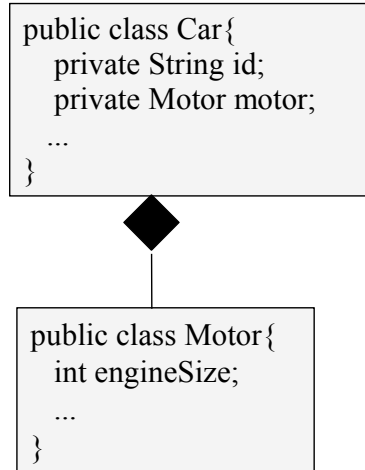 public class Car{
private String id;
private Motor motor;
...
}
public class Motor{
int engineSize;
...
}